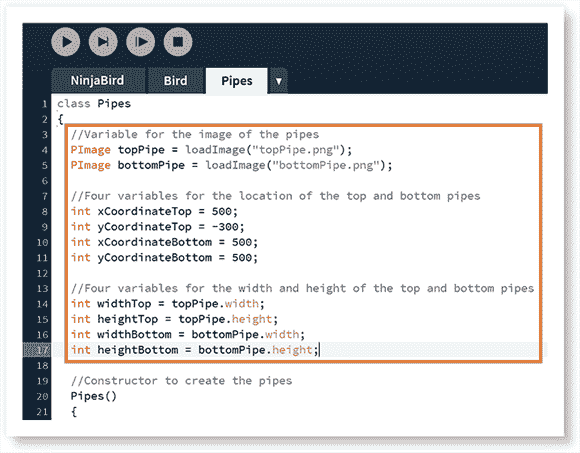 NinjaBird Bird Pipes ▼
1 class Pipes
2 {
3 //Variable for the image of the pipes
4 PImage topPipe = loadImage("topPipe.png");
5 PImage bottomPipe = loadImage("bottomPipe.png");
6
7 //Four variables for the location of the top and bottom pipes
8 int xCoordinateTop = 500;
9 int yCoordinateTop = -300;
10 int xCoordinateBottom = 500;
11 int yCoordinateBottom = 500;
12
13 //Four variables for the width and height of the top and bottom pipes
14 int widthTop = topPipe.width;
15 int heightTop = topPipe.height;
16 int widthBottom = bottomPipe.width;
17 int heightBottom = bottomPipe.height;
18
19 //Constructor to create the pipes
20 Pipes()
21 {